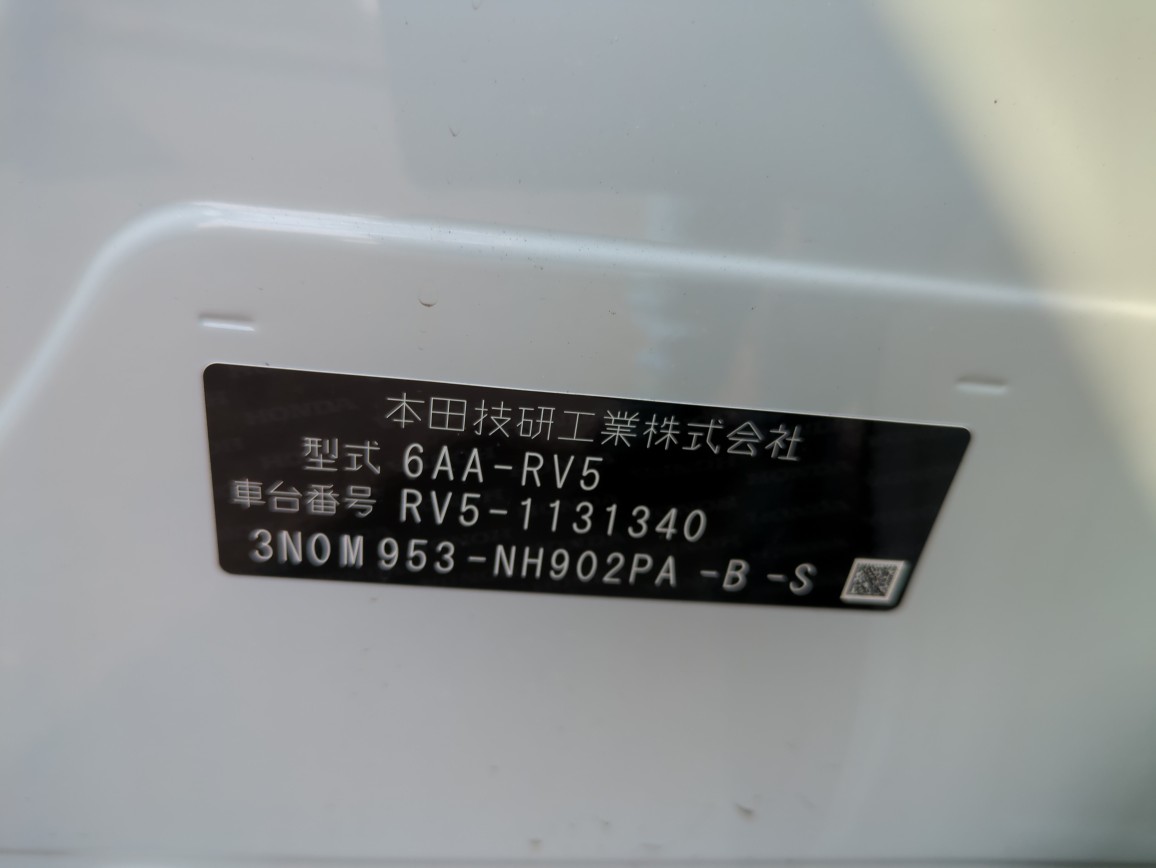 本田技研工業株式会社
型式 6AA-RV5
車台番号 RV5-1131340
3N0M953-NH902PA-B-S